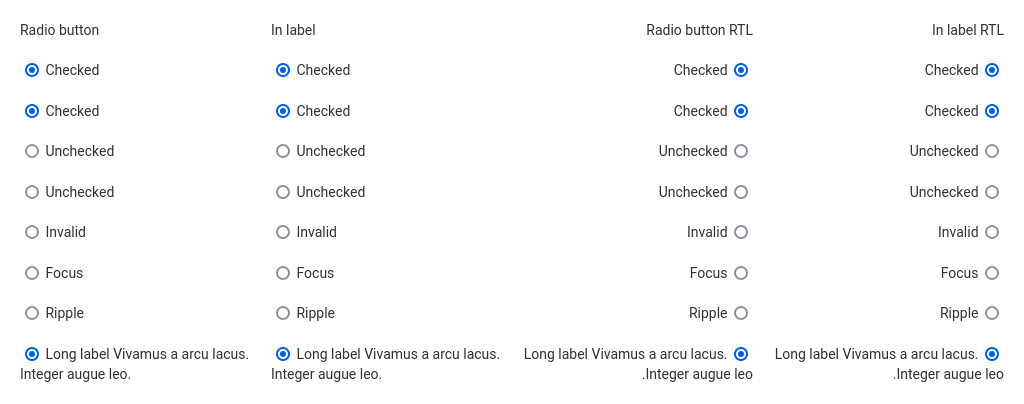 Radio button
Checked
Checked
Unchecked
Unchecked
Invalid
Focus
Ripple
Long label Vivamus a arcu lacus.
Integer augue leo.
In label
Checked
Checked
Unchecked
Unchecked
Invalid
Focus
Ripple
Long label Vivamus a arcu lacus.
Integer augue leo.
Radio button RTL
Checked
Checked
Unchecked
Unchecked
Invalid
Focus
Ripple
Long label Vivamus a arcu lacus.
.Integer augue leo
In label RTL
Checked
Checked
Unchecked
Unchecked
Invalid
Focus
Ripple
Long label Vivamus a arcu lacus.
.Integer augue leo